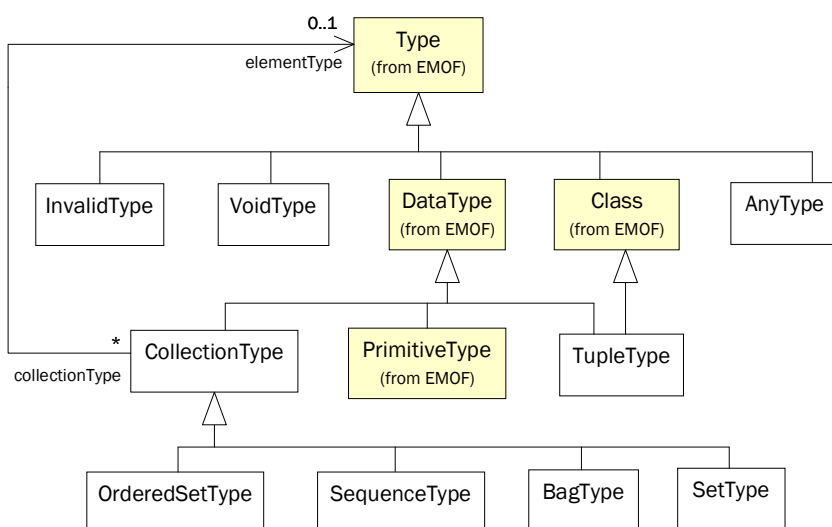 0..1
elementType
Type
(from EMOF)
InvalidType
VoidType
DataType
(from EMOF)
Class
(from EMOF)
AnyType
*
collectionType
CollectionType
PrimitiveType
(from EMOF)
TupleType
OrderedSetType
SequenceType
BagType
SetType